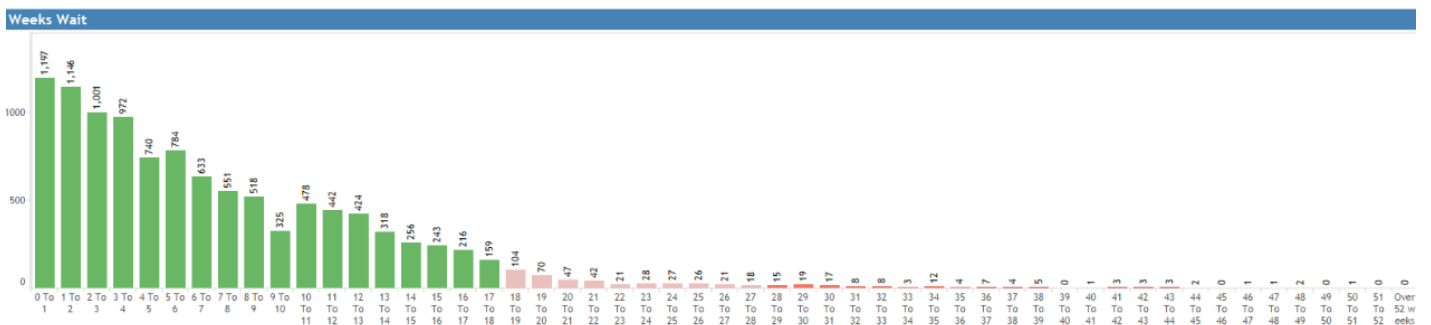 Weeks Wait
1,197 1,146 1,001 972 740 784 633 551 518 325 478 442 424 318 256 243 216 159 104 70 47 42 21 28 27 26 21 18 15 19 17 8 8 3 12 4 7 4 5 0 1 3 3 3 2 0 1 1 2 0 1 0 0
1000
500
0
0 To 1 To 2 To 3 To 4 To 5 To 6 To 7 To 8 To 9 To 10 11 12 13 14 15 16 17 18 19 20 21 22 23 24 25 26 27 28 29 30 31 32 33 34 35 36 37 38 39 40 41 42 43 44 45 46 47 48 49 50 51 Over
1 2 3 4 5 6 7 8 9 10 To To To To To To To To To To To To To To To To To To To To To To To To To To To To To To To To To To To To To To To To To To 52 w
11 12 13 14 15 16 17 18 19 20 21 22 23 24 25 26 27 28 29 30 31 32 33 34 35 36 37 38 39 40 41 42 43 44 45 46 47 48 49 50 51 52 eeks